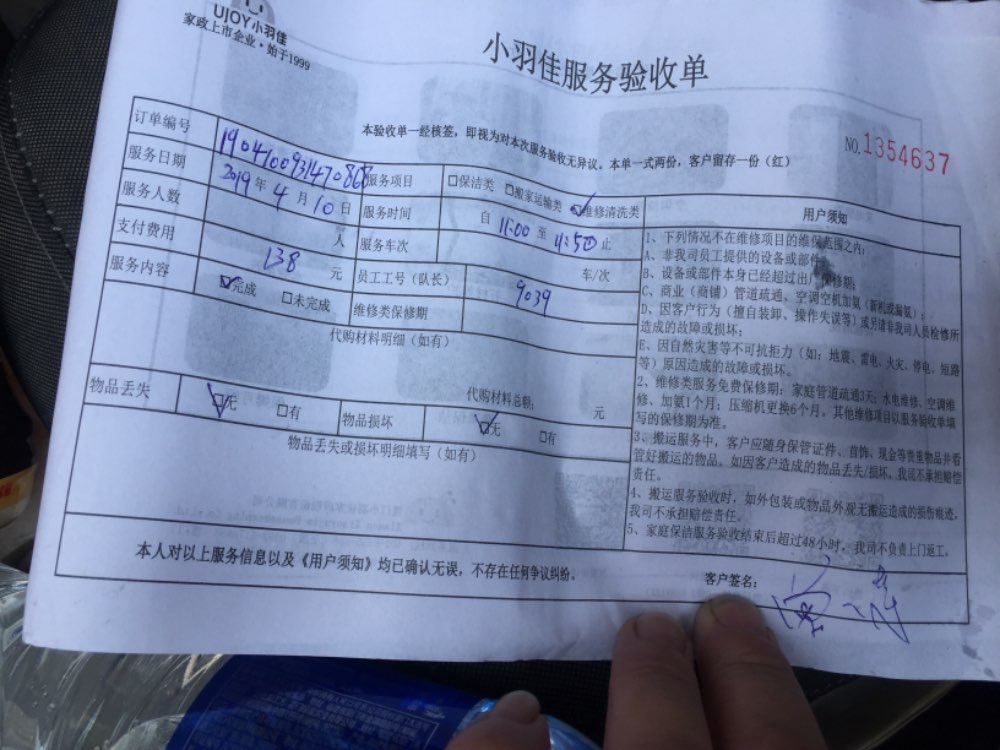 UJOY小羽佳
家政上市企业·始于1999
小羽佳服务验收单
本验收单一经核签，即视为对本次服务验收无异议。本单一式两份，客户留存一份（红）
NO.1354637
订单编号 190410093147086
服务项目 □保洁类 □搬家运输类 ☑维修清洗类
服务日期 2019年4月10日
服务时间 自 11:00 至 11:50 止
服务人数 人
服务车次 车/次
支付费用 138 元
员工工号（队长） 9039
服务内容 ☑完成 □未完成
维修类保修期
代购材料明细（如有）
代购材料总额： 元
物品丢失 ☑无 □有
物品损坏 ☑无 □有
物品丢失或损坏明细填写（如有）
用户须知
1、下列情况不在维修项目的维保范围之内：
A、非我司员工提供的设备或部件；
B、设备或部件本身已经超过出厂保修期；
C、商业（商铺）管道疏通、空调空机加氨（新机或漏氨）；
D、因客户行为（擅自装卸、操作失误等）或另请非我司人员检修所
造成的故障或损坏；
E、因自然灾害等不可抗拒力（如：地震、雷电、火灾、停电、短路
等）原因造成的故障或损坏。
2、维修类服务免费保修期：家庭管道疏通3天；水电维修、空调维
修、加氨1个月；压缩机更换6个月。其他维修项目以服务验收单填
写的保修期为准。
3、搬运服务中，客户应随身保管证件、首饰、现金等贵重物品并看
管好搬运的物品。如因客户造成的物品丢失/损坏，我司不承担赔偿
责任。
4、搬运服务验收时，如外包装或物品外观无搬运造成的损伤痕迹，
我司不承担赔偿责任。
5、家庭保洁服务验收结束后超过48小时，我司不负责上门返工。
本人对以上服务信息以及《用户须知》均已确认无误，不存在任何争议纠纷。
客户签名：